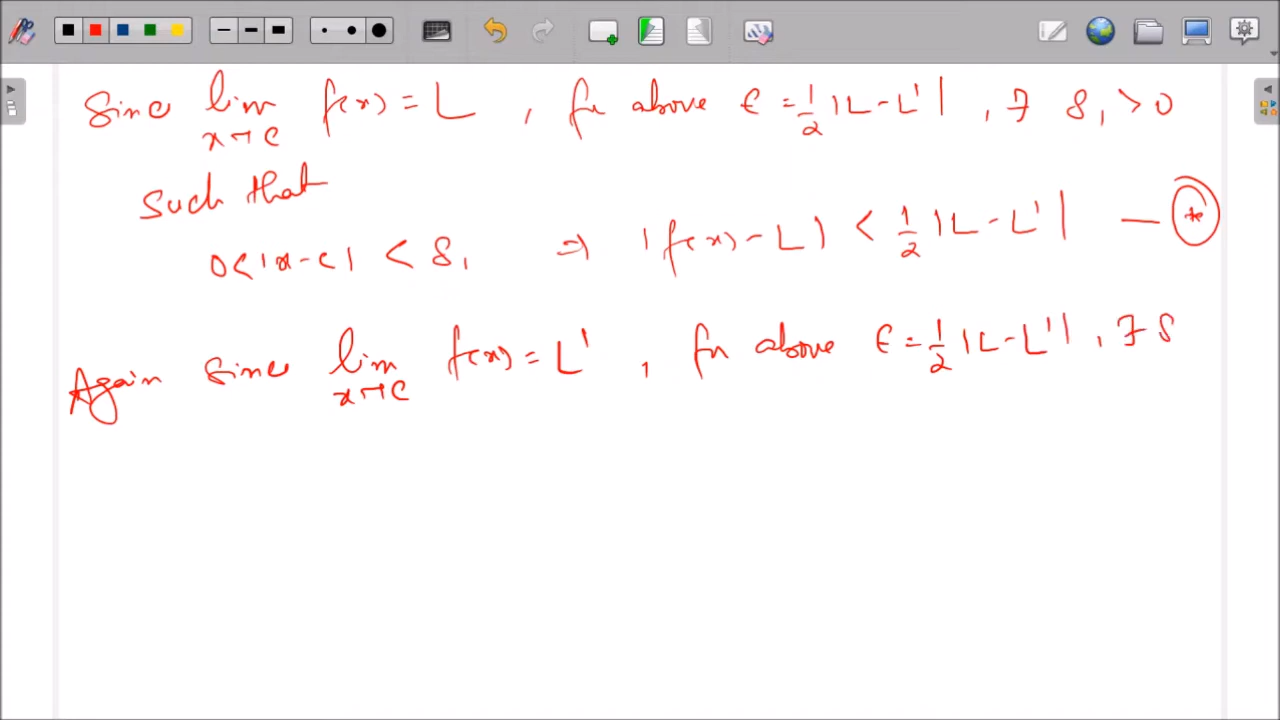 Since lim f(x) = L , for above ε = 1/2 |L - L'| , ∃ δ₁ > 0
x→c
Such that
0<|x-c| < δ₁ ⇒ |f(x) - L| < 1/2 |L - L'| — *
Again since lim f(x) = L' , for above ε = 1/2 |L - L'| , ∃ δ
x→c